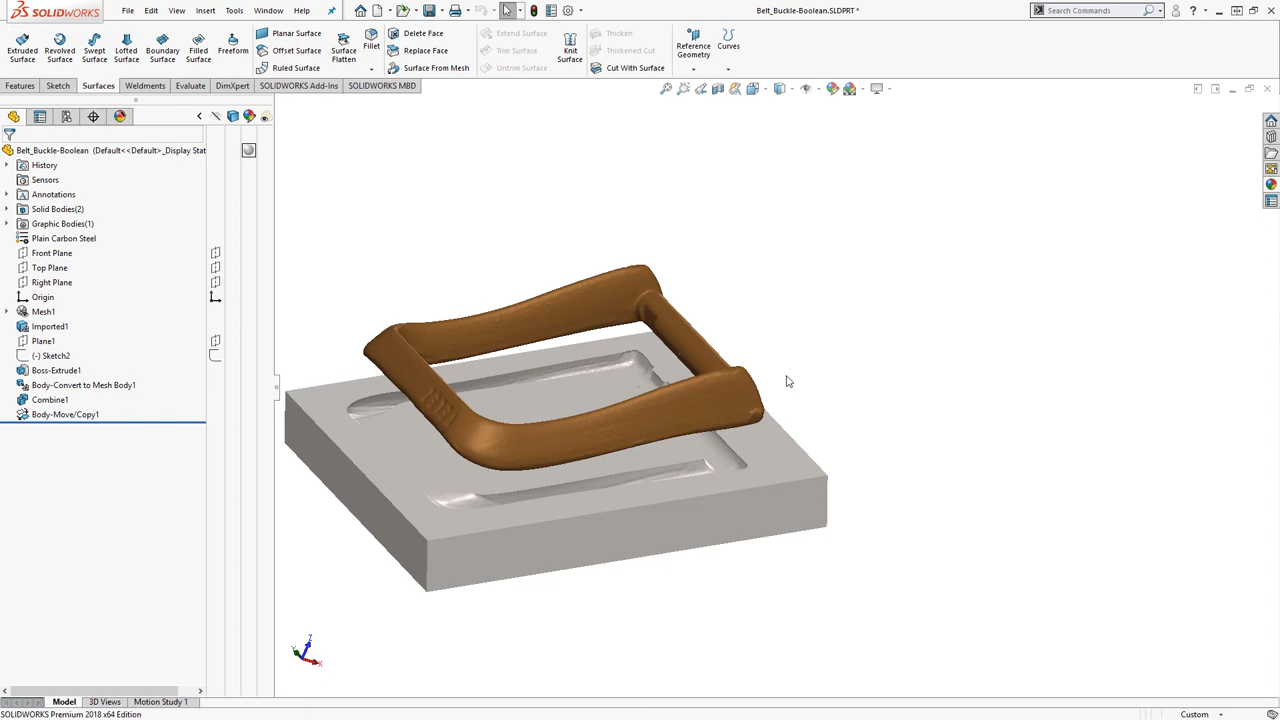 SOLIDWORKS File Edit View Insert Tools Window Help Belt_Buckle-Boolean.SLDPRT * Search Commands
Extruded Surface
Revolved Surface
Swept Surface
Lofted Surface
Boundary Surface
Filled Surface
Freeform
Planar Surface
Offset Surface
Ruled Surface
Surface Flatten
Fillet
Delete Face
Replace Face
Surface From Mesh
Extend Surface
Trim Surface
Untrim Surface
Knit Surface
Thicken
Thickened Cut
Cut With Surface
Reference Geometry
Curves
Features Sketch Surfaces Weldments Evaluate DimXpert SOLIDWORKS Add-Ins SOLIDWORKS MBD
Belt_Buckle-Boolean (Default<<Default>_Display Stat
History
Sensors
Annotations
Solid Bodies(2)
Graphic Bodies(1)
Plain Carbon Steel
Front Plane
Top Plane
Right Plane
Origin
Mesh1
Imported1
Plane1
(-) Sketch2
Boss-Extrude1
Body-Convert to Mesh Body1
Combine1
Body-Move/Copy1
Z
Y
X
Model 3D Views Motion Study 1
SOLIDWORKS Premium 2018 x64 Edition Custom